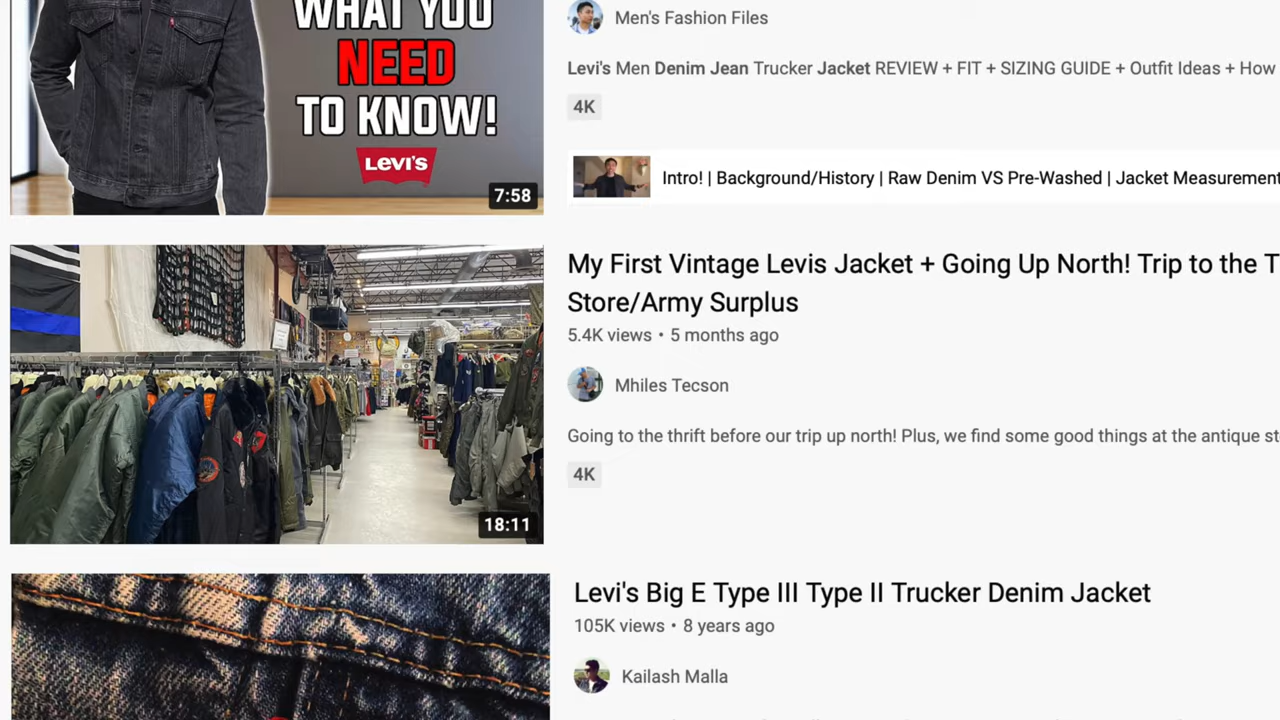 WHAT YOU
NEED
TO KNOW!
Levi's
7:58
Men's Fashion Files
Levi's Men Denim Jean Trucker Jacket REVIEW + FIT + SIZING GUIDE + Outfit Ideas + How
4K
Intro! | Background/History | Raw Denim VS Pre-Washed | Jacket Measurement
18:11
My First Vintage Levis Jacket + Going Up North! Trip to the T
Store/Army Surplus
5.4K views • 5 months ago
Mhiles Tecson
Going to the thrift before our trip up north! Plus, we find some good things at the antique st
4K
Levi's Big E Type III Type II Trucker Denim Jacket
105K views • 8 years ago
Kailash Malla